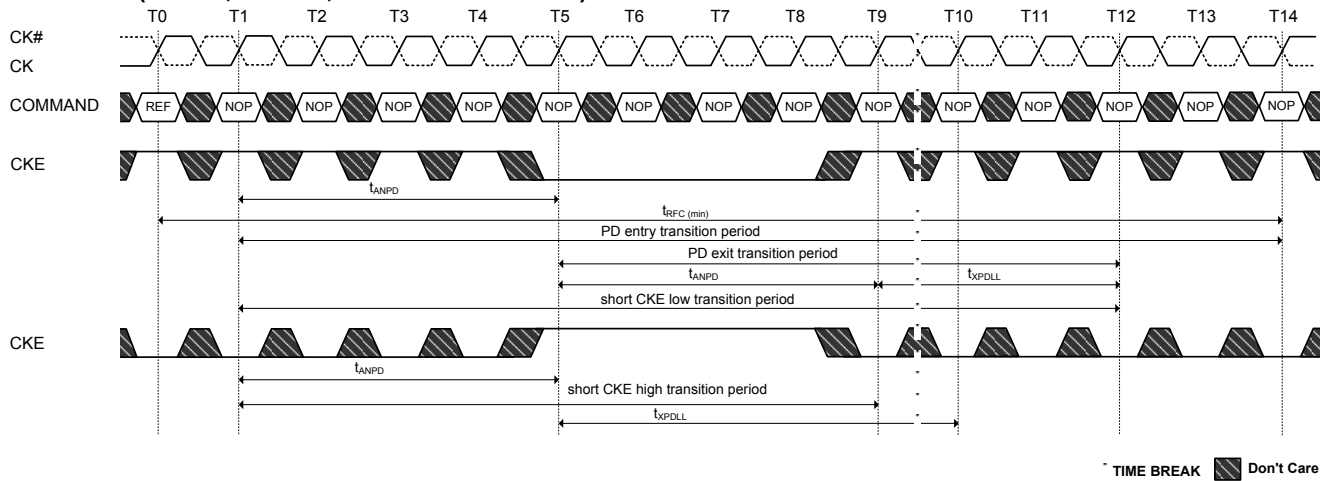 T0 T1 T2 T3 T4 T5 T6 T7 T8 T9 T10 T11 T12 T13 T14
CK#
CK
COMMAND REF NOP NOP NOP NOP NOP NOP NOP NOP NOP NOP NOP NOP NOP NOP
CKE
tANPD
tRFC (min)
PD entry transition period
PD exit transition period
tANPD tXPDLL
short CKE low transition period
CKE
tANPD
short CKE high transition period
tXPDLL
TIME BREAK Don't Care